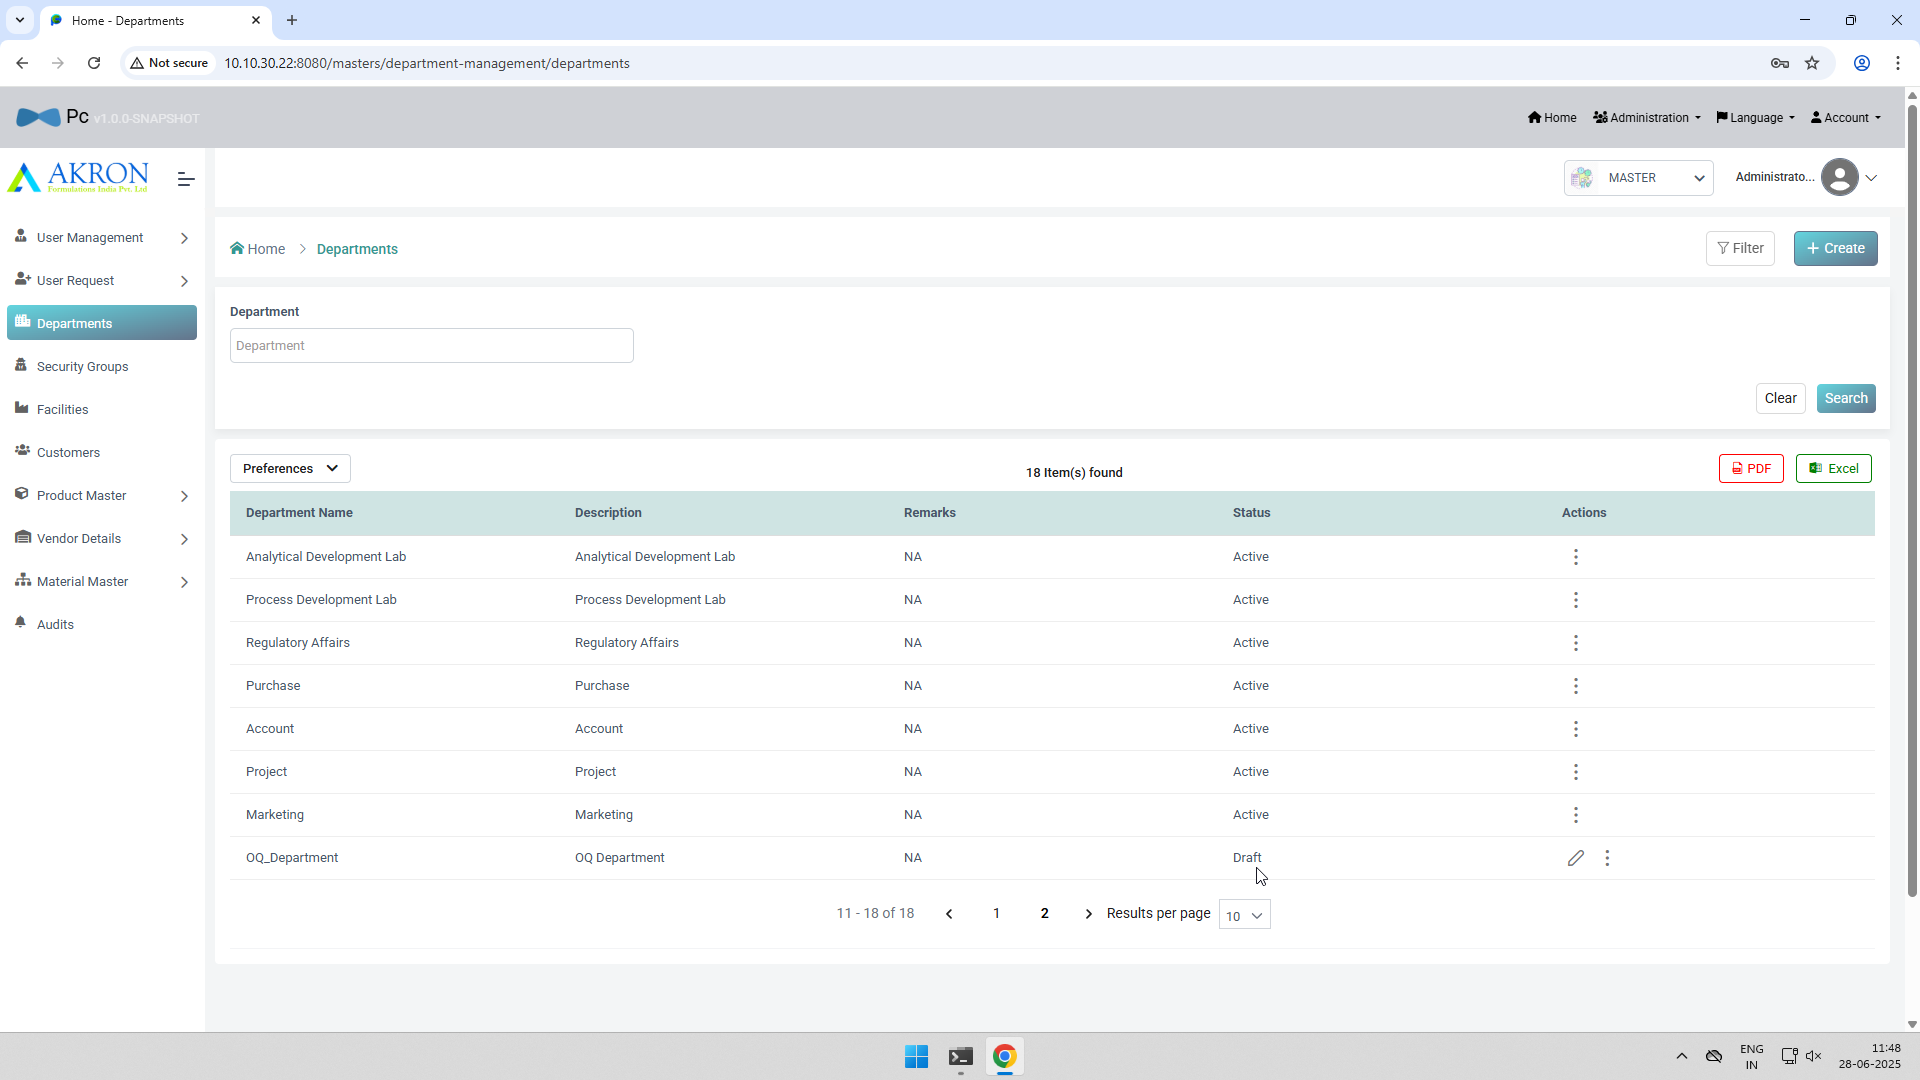 Home - Departments
Not secure
10.10.30.22:8080/masters/department-management/departments
Pc v1.0.0-SNAPSHOT
Home
Administration
Language
Account
AKRON
Formulations India Pvt. Ltd
MASTER
Administrato...
User Management
User Request
Departments
Security Groups
Facilities
Customers
Product Master
Vendor Details
Material Master
Audits
Home
Departments
Filter
+ Create
Department
Department
Clear
Search
Preferences
18 Item(s) found
PDF
Excel
Department Name Description Remarks Status Actions
Analytical Development Lab Analytical Development Lab NA Active
Process Development Lab Process Development Lab NA Active
Regulatory Affairs Regulatory Affairs NA Active
Purchase Purchase NA Active
Account Account NA Active
Project Project NA Active
Marketing Marketing NA Active
OQ_Department OQ Department NA Draft
11 - 18 of 18 1 2 Results per page 10
ENG
IN
11:48
28-06-2025